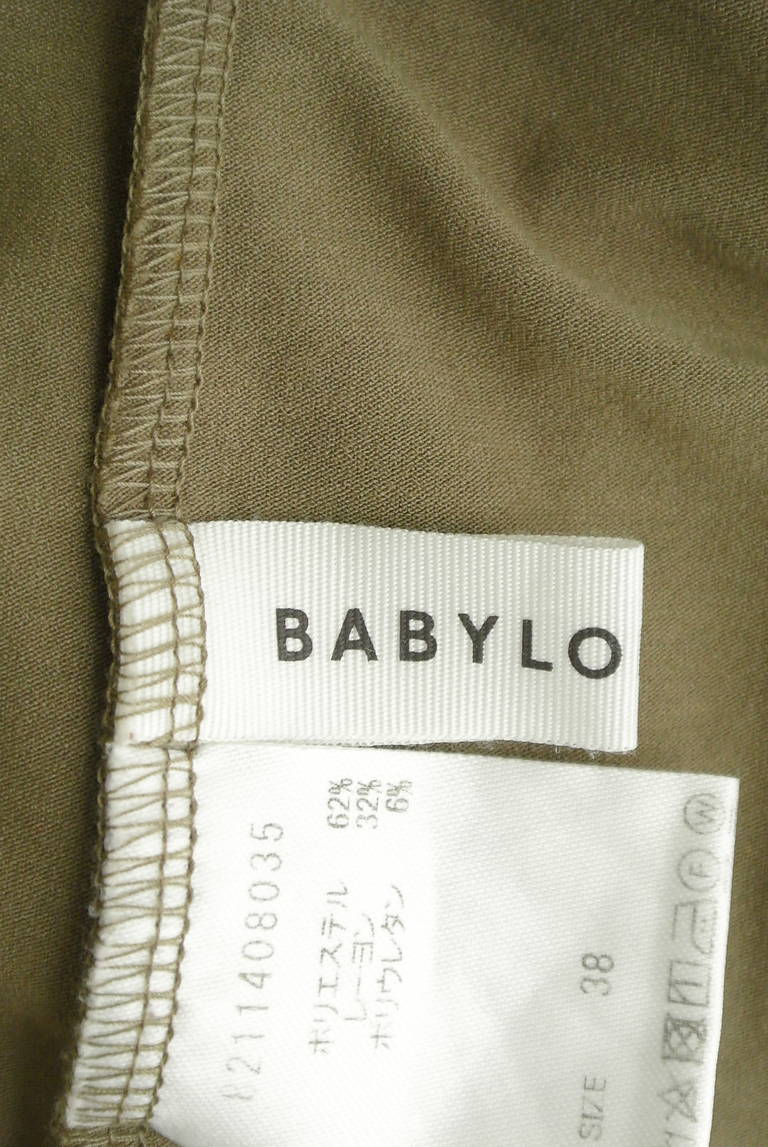 BABYLO
8211408035
ポリエステル 62%
レーヨン 32%
ポリウレタン 6%
SIZE 38
W
F